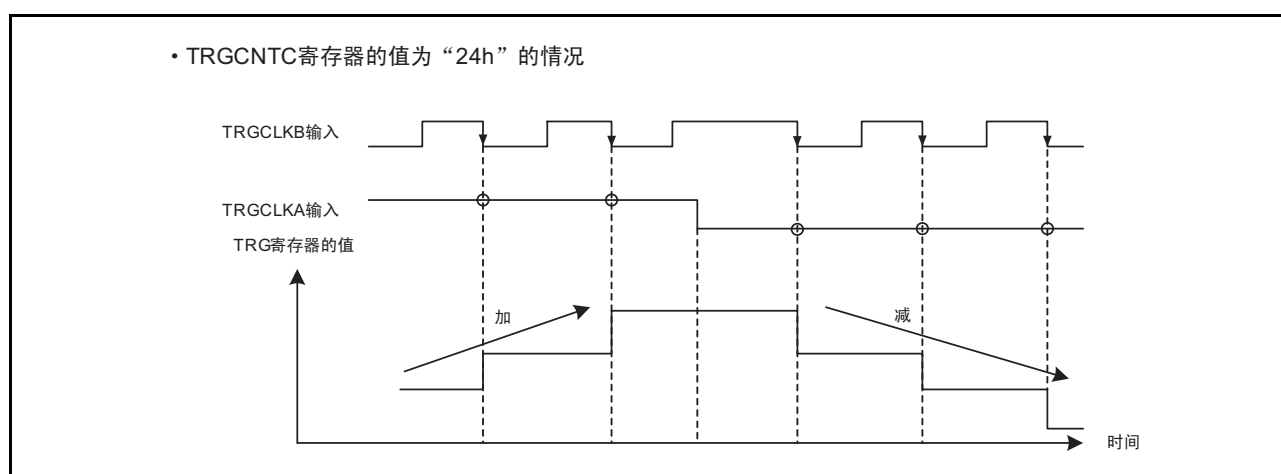 • TRGCNTC寄存器的值为“24h”的情况
TRGCLKB输入
TRGCLKA输入
TRG寄存器的值
加
减
时间